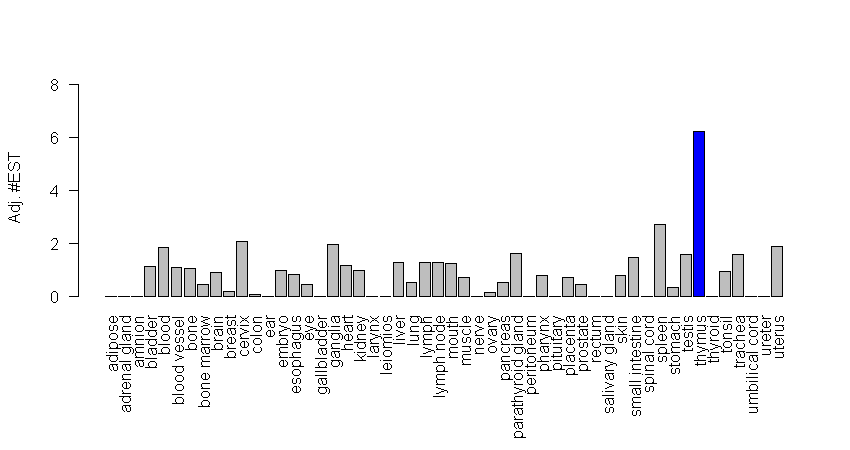 Adj. #EST
8
6
4
2
0
adipose
adrenal gland
amnion
bladder
blood
blood vessel
bone
bone marrow
brain
breast
cervix
colon
ear
embryo
esophagus
eye
gallbladder
ganglia
heart
kidney
larynx
leiomios
liver
lung
lymph
lymph node
mouth
muscle
nerve
ovary
pancreas
parathyroid gland
peritoneum
pharynx
pituitary
placenta
prostate
rectum
salivary gland
skin
small intestine
spinal cord
spleen
stomach
testis
thymus
thyroid
tonsil
trachea
umbilical cord
ureter
uterus